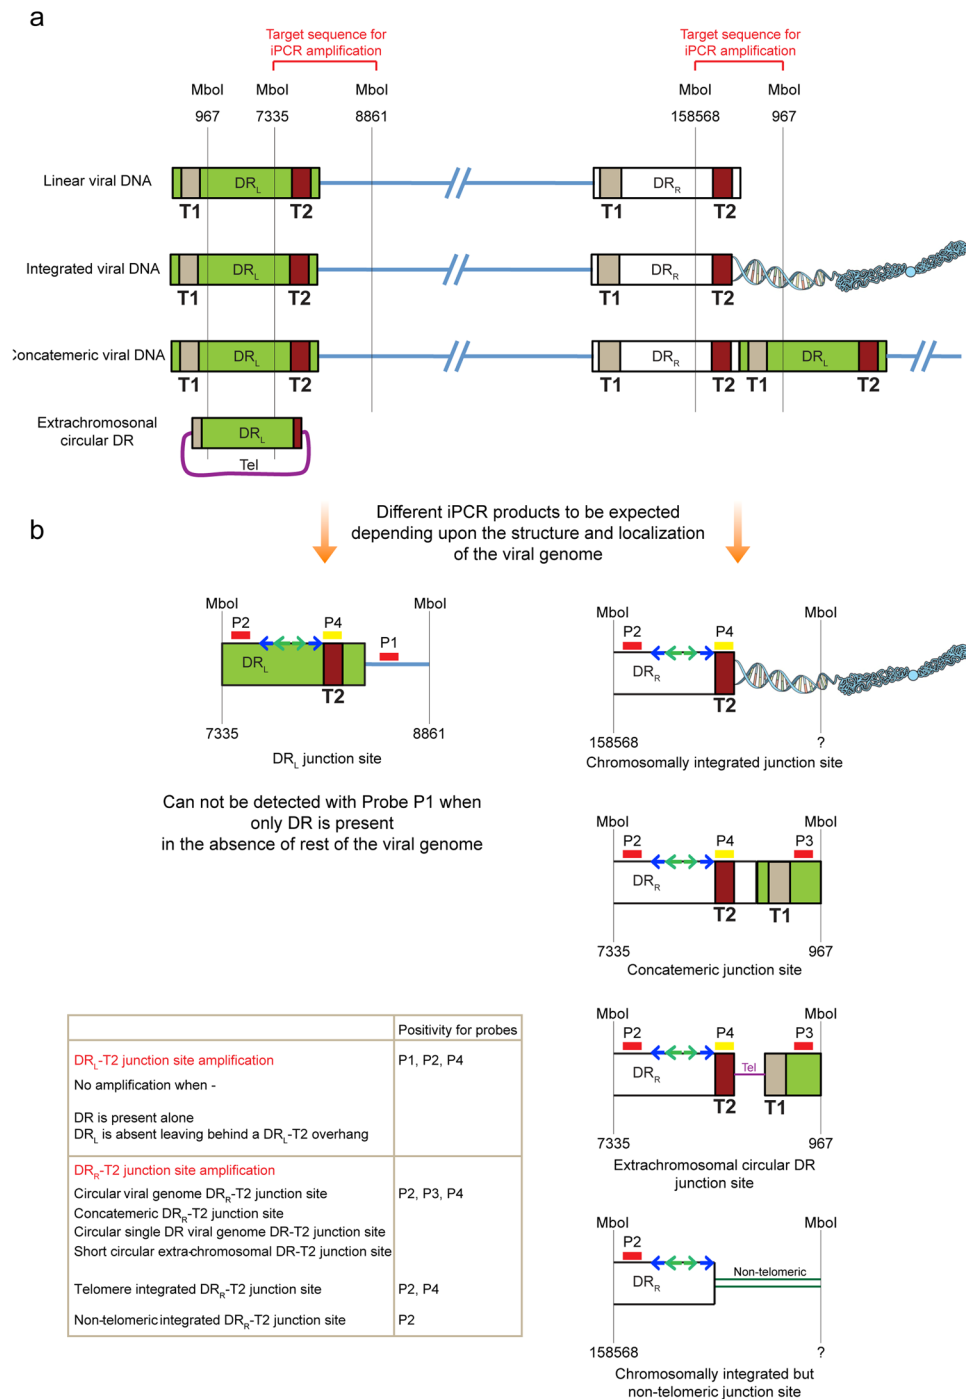 a
Target sequence for
iPCR amplification
Target sequence for
iPCR amplification
MboI
967
MboI
7335
MboI
8861
MboI
158568
MboI
967
Linear viral DNA
DRL
T1
T2
DRR
T1
T2
Integrated viral DNA
DRL
T1
T2
DRR
T1
T2
Concatemeric viral DNA
DRL
T1
T2
DRR
T1
T2
DRL
T1
T2
Extrachromosonal
circular DR
DRL
Tel
b
Different iPCR products to be expected
depending upon the structure and localization
of the viral genome
MboI
MboI
P2
P4
P1
DRL
T2
7335
8861
DRL junction site
Can not be detected with Probe P1 when
only DR is present
in the absence of rest of the viral genome
MboI
MboI
P2
P4
DRR
T2
158568
?
Chromosomally integrated junction site
MboI
MboI
P2
P4
P3
DRR
T2
T1
7335
967
Concatemeric junction site
MboI
MboI
P2
P4
P3
DRR
Tel
T2
T1
7335
967
Extrachromosomal circular DR
junction site
MboI
MboI
P2
DRR
Non-telomeric
158568
?
Chromosomally integrated but
non-telomeric junction site
Positivity for probes
DRL-T2 junction site amplification
P1, P2, P4
No amplification when -
DR is present alone
DRL is absent leaving behind a DRL-T2 overhang
DRR-T2 junction site amplification
Circular viral genome DRR-T2 junction site
P2, P3, P4
Concatemeric DRR-T2 junction site
Circular single DR viral genome DR-T2 junction site
Short circular extra-chromosomal DR-T2 junction site
Telomere integrated DRR-T2 junction site
P2, P4
Non-telomeric integrated DRR-T2 junction site
P2